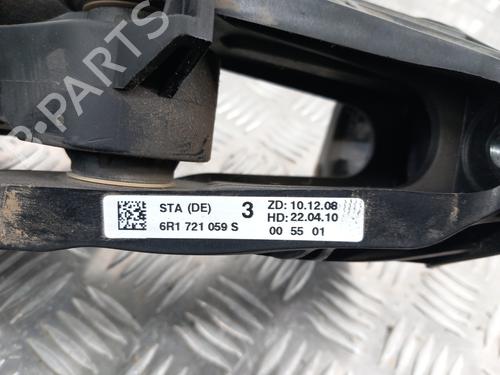 STA (DE) 3 ZD: 10.12.08
6R1 721 059 S HD: 22.04.10
00 55 01
B-PARTS